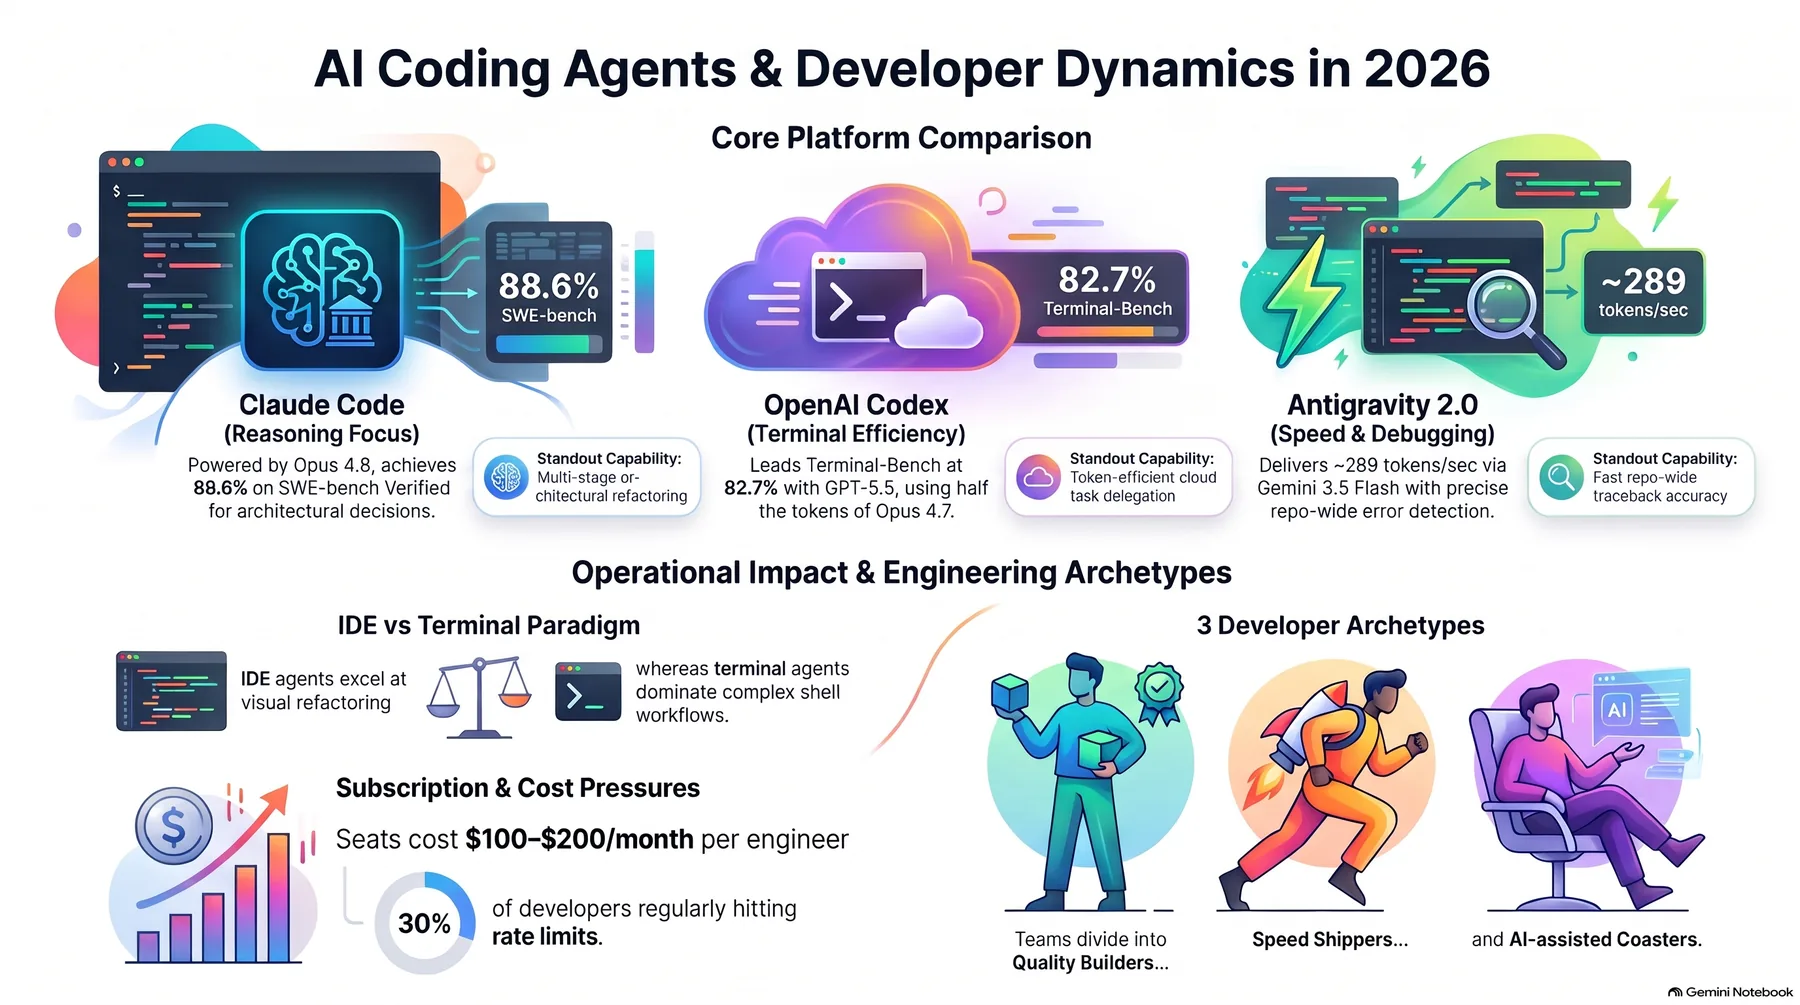 AI Coding Agents & Developer Dynamics in 2026
Core Platform Comparison
$ __
88.6%
SWE-bench
82.7%
Terminal-Bench
~289
tokens/sec
Claude Code
(Reasoning Focus)
Powered by Opus 4.8, achieves
88.6% on SWE-bench Verified
for architectural decisions.
Standout Capability:
Multi-stage or-
chitectural refactoring
OpenAI Codex
(Terminal Efficiency)
Leads Terminal-Bench at
82.7% with GPT-5.5, using half
the tokens of Opus 4.7.
Standout Capability:
Token-efficient cloud
task delegation
Antigravity 2.0
(Speed & Debugging)
Delivers ~289 tokens/sec via
Gemini 3.5 Flash with precise
repo-wide error detection.
Standout Capability:
Fast repo-wide
traceback accuracy
Operational Impact & Engineering Archetypes
IDE vs Terminal Paradigm
IDE agents excel at
visual refactoring
whereas terminal agents
dominate complex shell
workflows.
Subscription & Cost Pressures
$
Seats cost $100–$200/month per engineer
30%
of developers regularly hitting
rate limits.
3 Developer Archetypes
AI
Teams divide into
Quality Builders...
Speed Shippers...
and AI-assisted Coasters.
Gemini Notebook